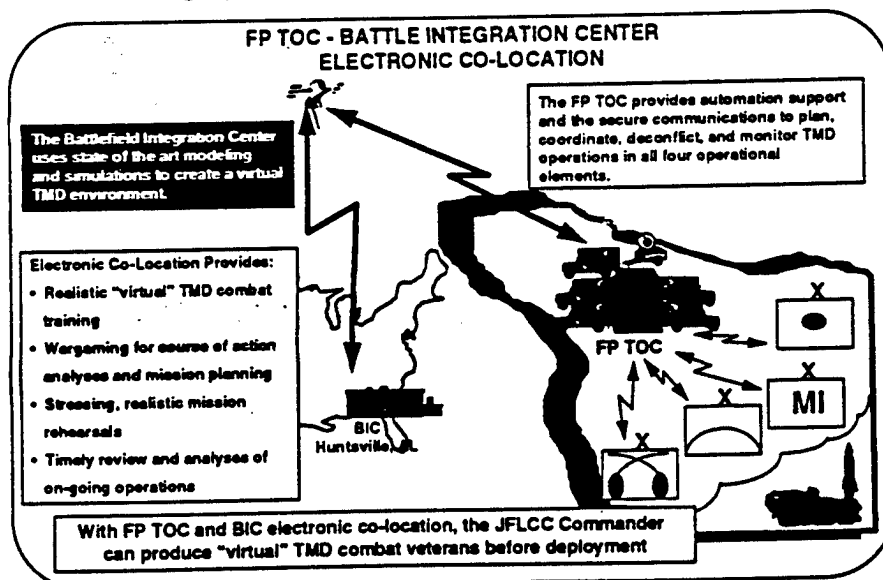 FP TOC - BATTLE INTEGRATION CENTER
ELECTRONIC CO-LOCATION
The Battlefield Integration Center
uses state of the art modeling
and simulations to create a virtual
TMD environment.
The FP TOC provides automation support
and the secure communications to plan,
coordinate, deconflict, and monitor TMD
operations in all four operational
elements.
Electronic Co-Location Provides:
• Realistic "virtual" TMD combat
training
• Wargaming for course of action
analyses and mission planning
• Stressing, realistic mission
rehearsals
• Timely review and analyses of
on-going operations
BIC
Huntsville,
FP TOC
X
X
MI
X
X
With FP TOC and BIC electronic co-location, the JFLCC Commander
can produce "virtual" TMD combat veterans before deployment